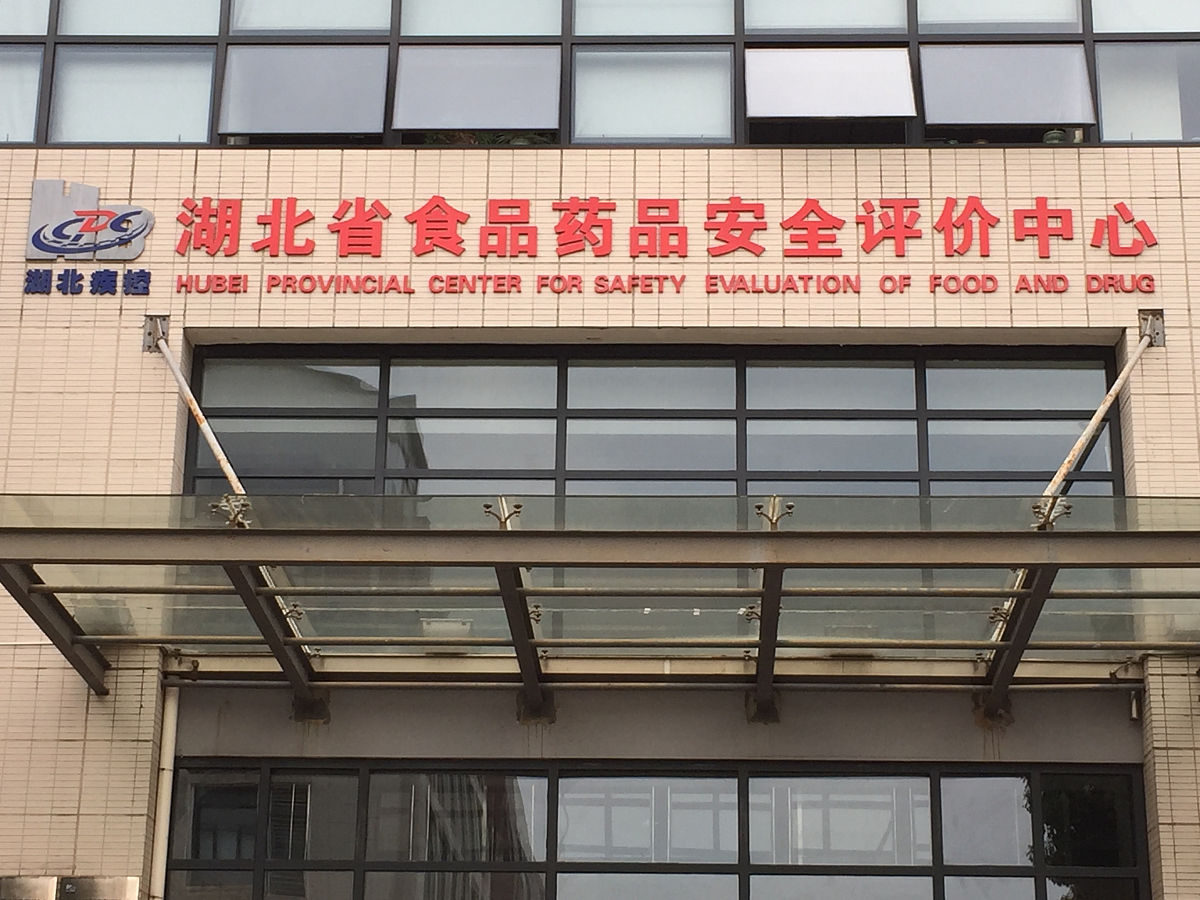 湖北省食品药品安全评价中心
HUBEI PROVINCIAL CENTER FOR SAFETY EVALUATION OF FOOD AND DRUG
CDC
湖北疾控